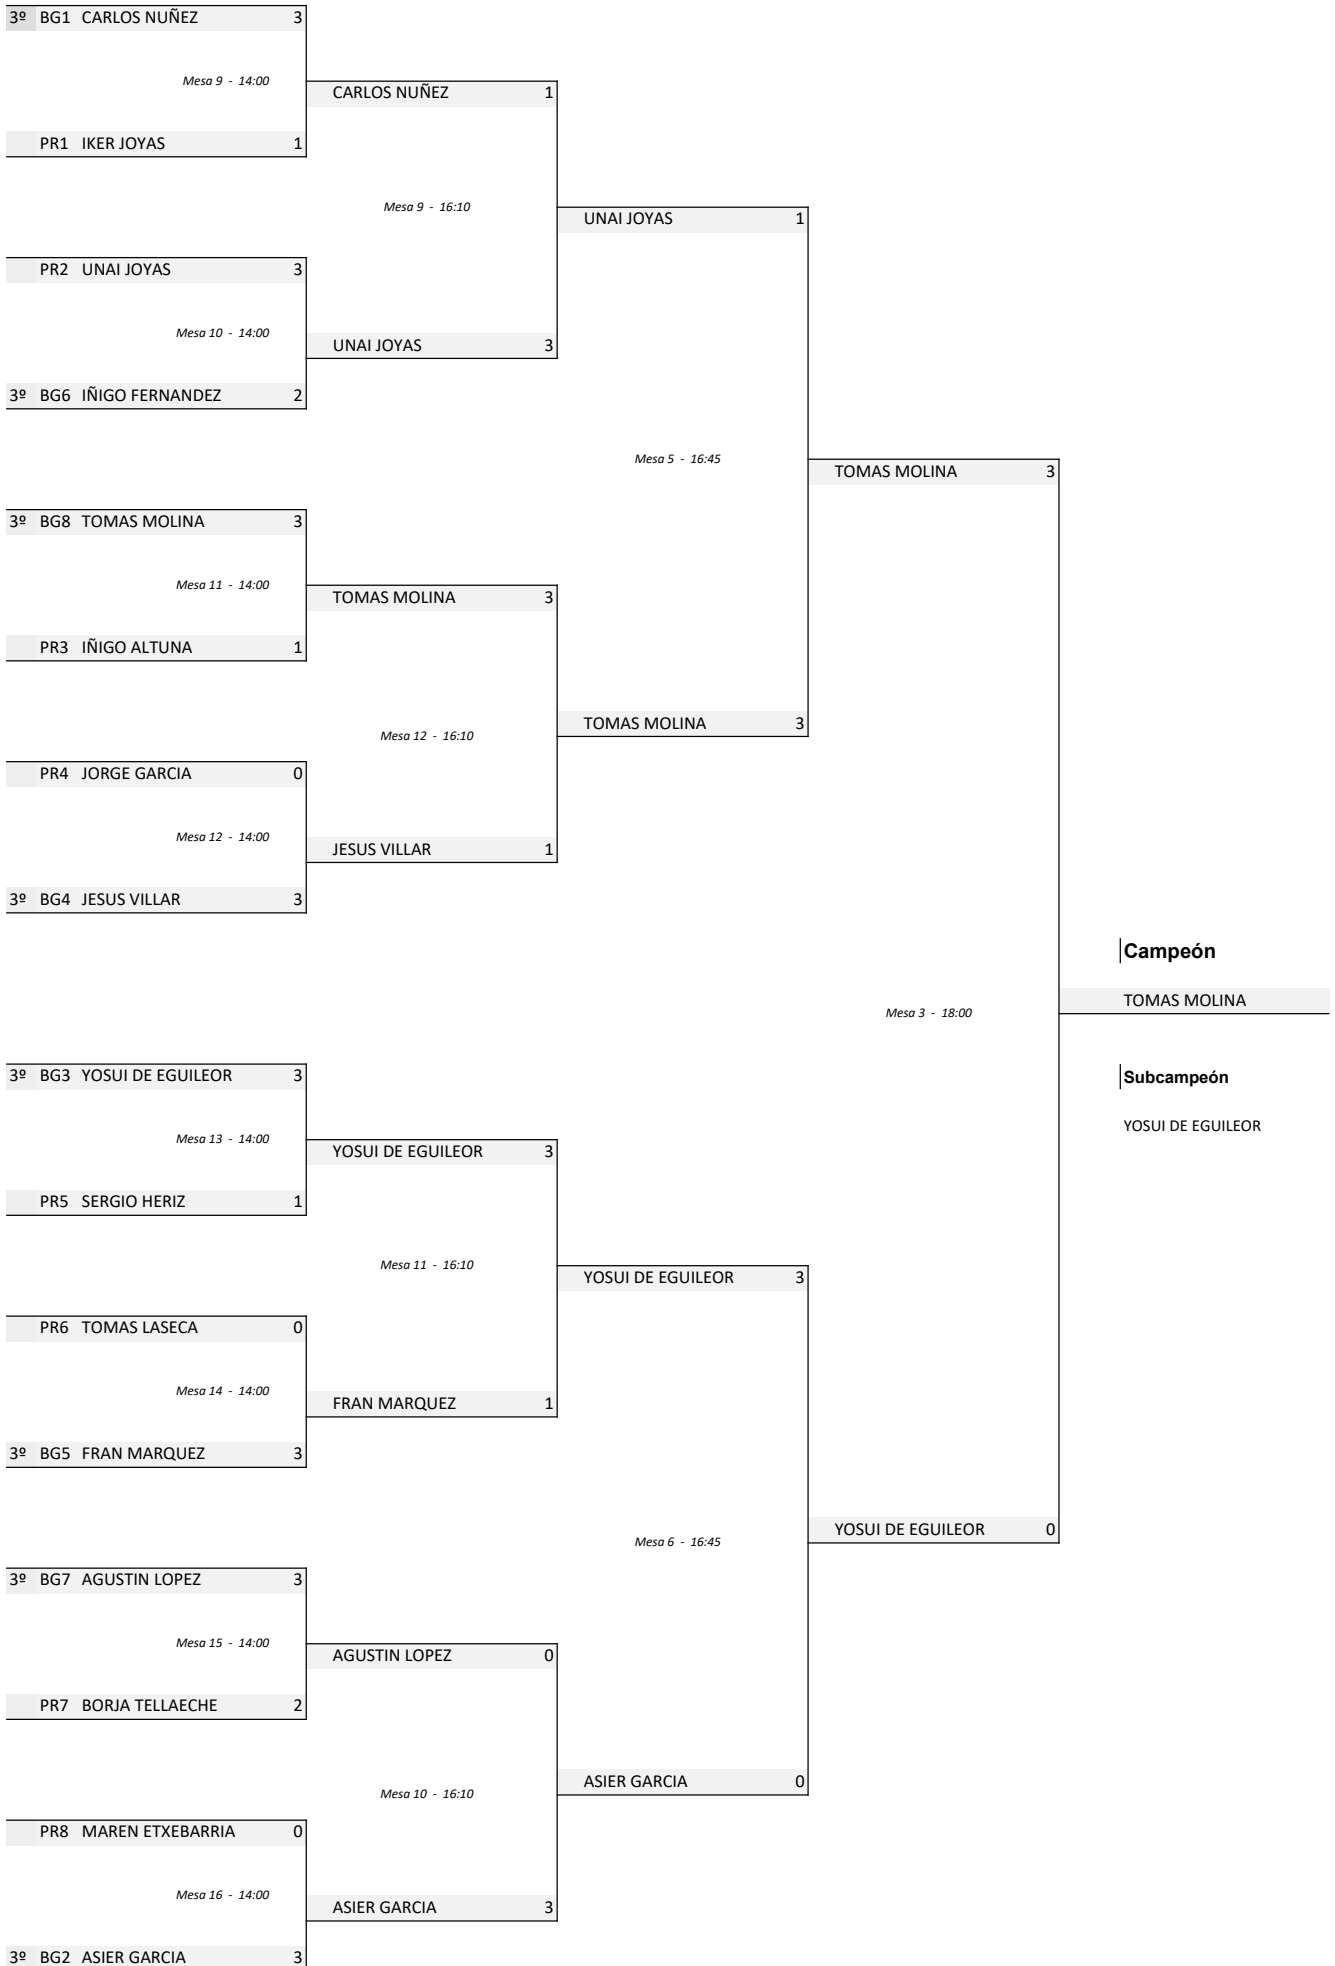 3º BG1 CARLOS NUÑEZ 3
Mesa 9 - 14:00
CARLOS NUÑEZ 1
PR1 IKER JOYAS 1
Mesa 9 - 16:10
UNAI JOYAS 1
PR2 UNAI JOYAS 3
Mesa 10 - 14:00
UNAI JOYAS 3
3º BG6 IÑIGO FERNANDEZ 2
Mesa 5 - 16:45
TOMAS MOLINA 3
3º BG8 TOMAS MOLINA 3
Mesa 11 - 14:00
TOMAS MOLINA 3
PR3 IÑIGO ALTUNA 1
Mesa 12 - 16:10
TOMAS MOLINA 3
PR4 JORGE GARCIA 0
Mesa 12 - 14:00
JESUS VILLAR 1
3º BG4 JESUS VILLAR 3
Campeón
TOMAS MOLINA
Mesa 3 - 18:00
3º BG3 YOSUI DE EGUILEOR 3
Subcampeón
YOSUI DE EGUILEOR
Mesa 13 - 14:00
YOSUI DE EGUILEOR 3
PR5 SERGIO HERIZ 1
Mesa 11 - 16:10
YOSUI DE EGUILEOR 3
PR6 TOMAS LASECA 0
Mesa 14 - 14:00
FRAN MARQUEZ 1
3º BG5 FRAN MARQUEZ 3
Mesa 6 - 16:45
YOSUI DE EGUILEOR 0
3º BG7 AGUSTIN LOPEZ 3
Mesa 15 - 14:00
AGUSTIN LOPEZ 0
PR7 BORJA TELLAECHE 2
Mesa 10 - 16:10
ASIER GARCIA 0
PR8 MAREN ETXEBARRIA 0
Mesa 16 - 14:00
ASIER GARCIA 3
3º BG2 ASIER GARCIA 3